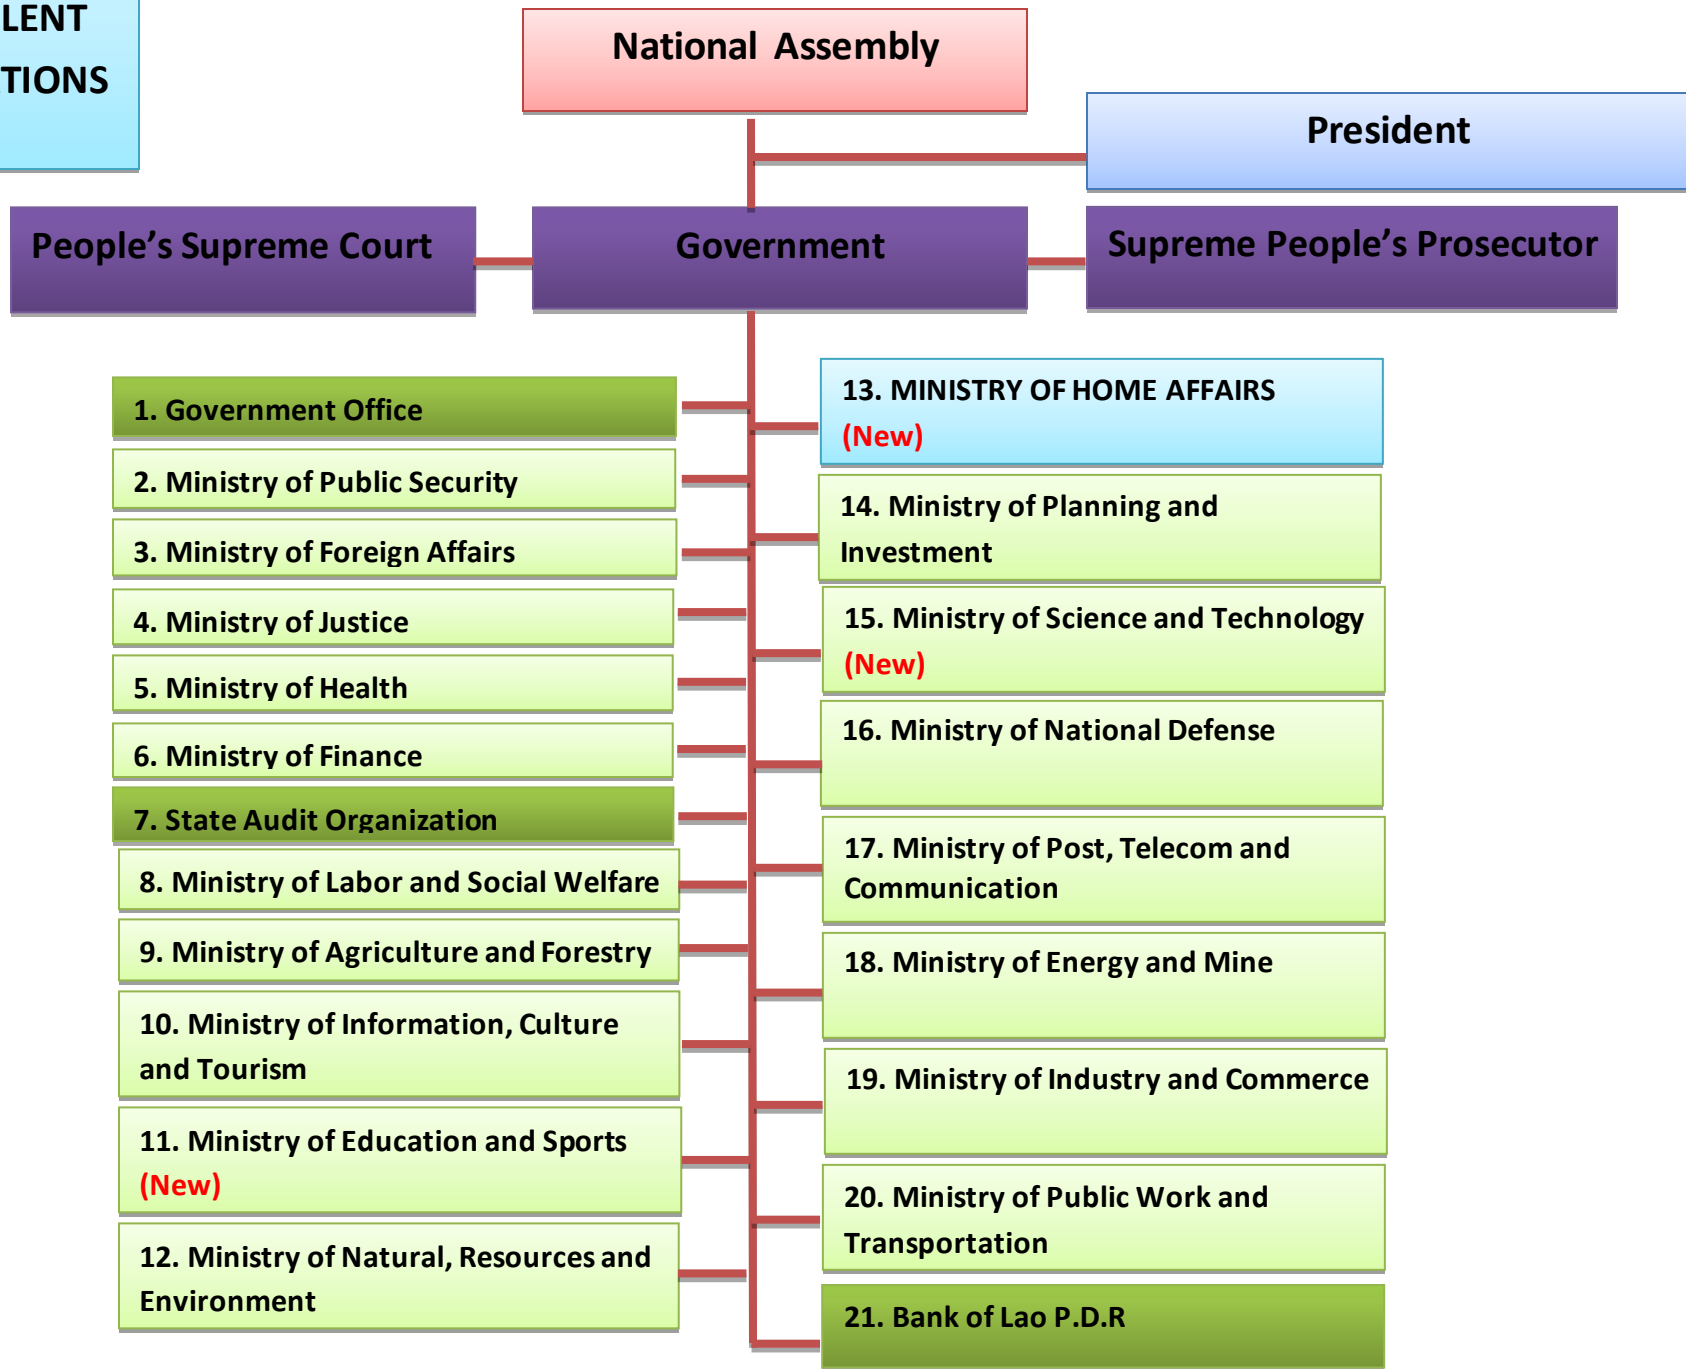 LENT
TIONS
National Assembly
President
People’s Supreme Court
Government
Supreme People’s Prosecutor
1. Government Office
2. Ministry of Public Security
3. Ministry of Foreign Affairs
4. Ministry of Justice
5. Ministry of Health
6. Ministry of Finance
7. State Audit Organization
8. Ministry of Labor and Social Welfare
9. Ministry of Agriculture and Forestry
10. Ministry of Information, Culture
and Tourism
11. Ministry of Education and Sports
(New)
12. Ministry of Natural, Resources and
Environment
13. MINISTRY OF HOME AFFAIRS
(New)
14. Ministry of Planning and
Investment
15. Ministry of Science and Technology
(New)
16. Ministry of National Defense
17. Ministry of Post, Telecom and
Communication
18. Ministry of Energy and Mine
19. Ministry of Industry and Commerce
20. Ministry of Public Work and
Transportation
21. Bank of Lao P.D.R